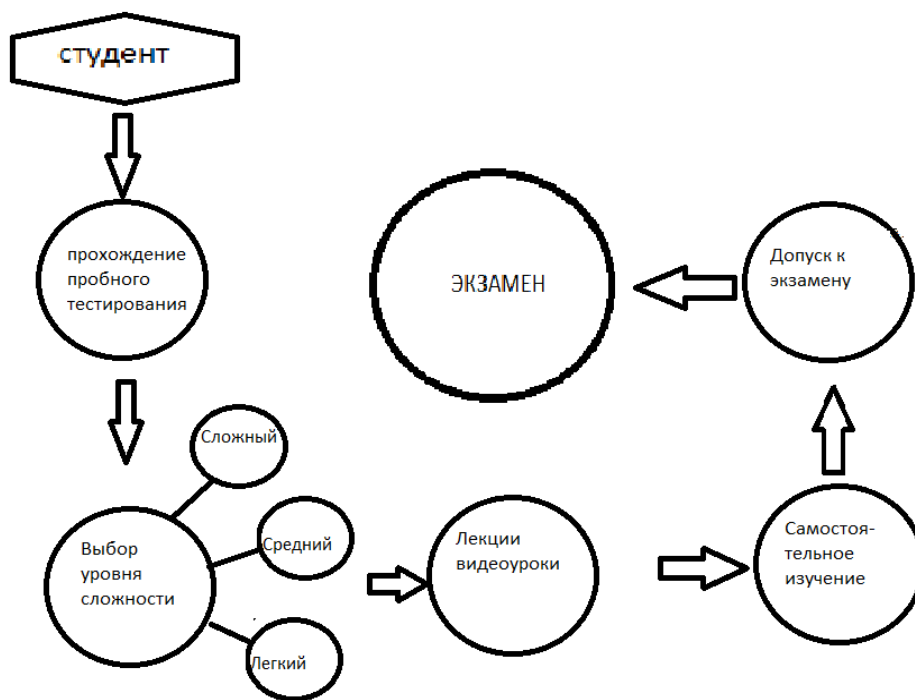 студент
прохождение
пробного
тестирования
Выбор
уровня
сложности
Сложный
Средний
Легкий
Лекции
видеоуроки
Самостоя-
тельное
изучение
Допуск к
экзамену
ЭКЗАМЕН